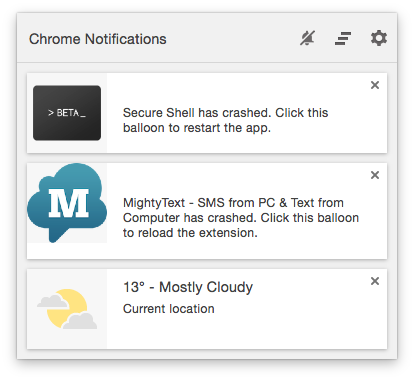 Chrome Notifications
> BETA_
Secure Shell has crashed. Click this
balloon to restart the app.
M
MightyText - SMS from PC & Text from
Computer has crashed. Click this balloon
to reload the extension.
13° - Mostly Cloudy
Current location